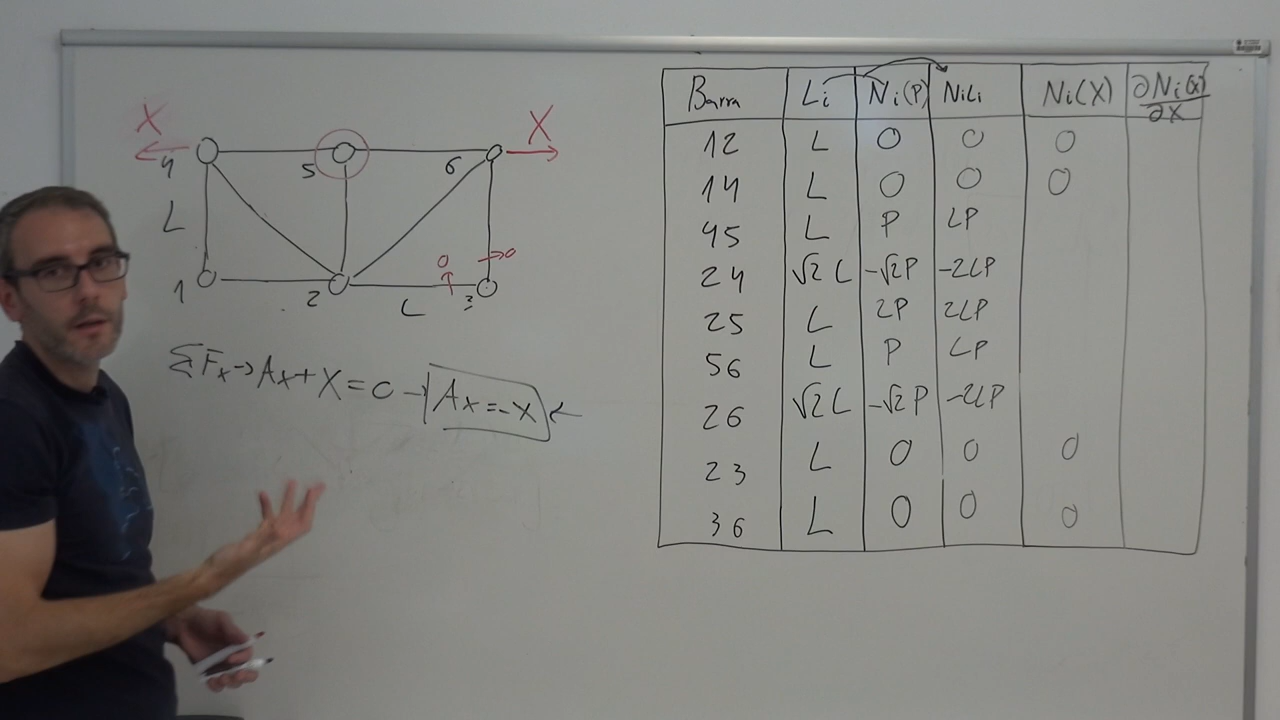 X X
4 5 6
L
0 0
1 2 L 3
ΣFx→Ax+X=0→Ax=-X←
Barra Li Ni(P) NiLi Ni(X) ∂Ni(x)/∂X
12 L 0 0 0
14 L 0 0 0
45 L P LP
24 √2 L -√2P -2LP
25 L 2P 2LP
56 L P LP
26 √2 L -√2P -2LP
23 L 0 0 0
36 L 0 0 0